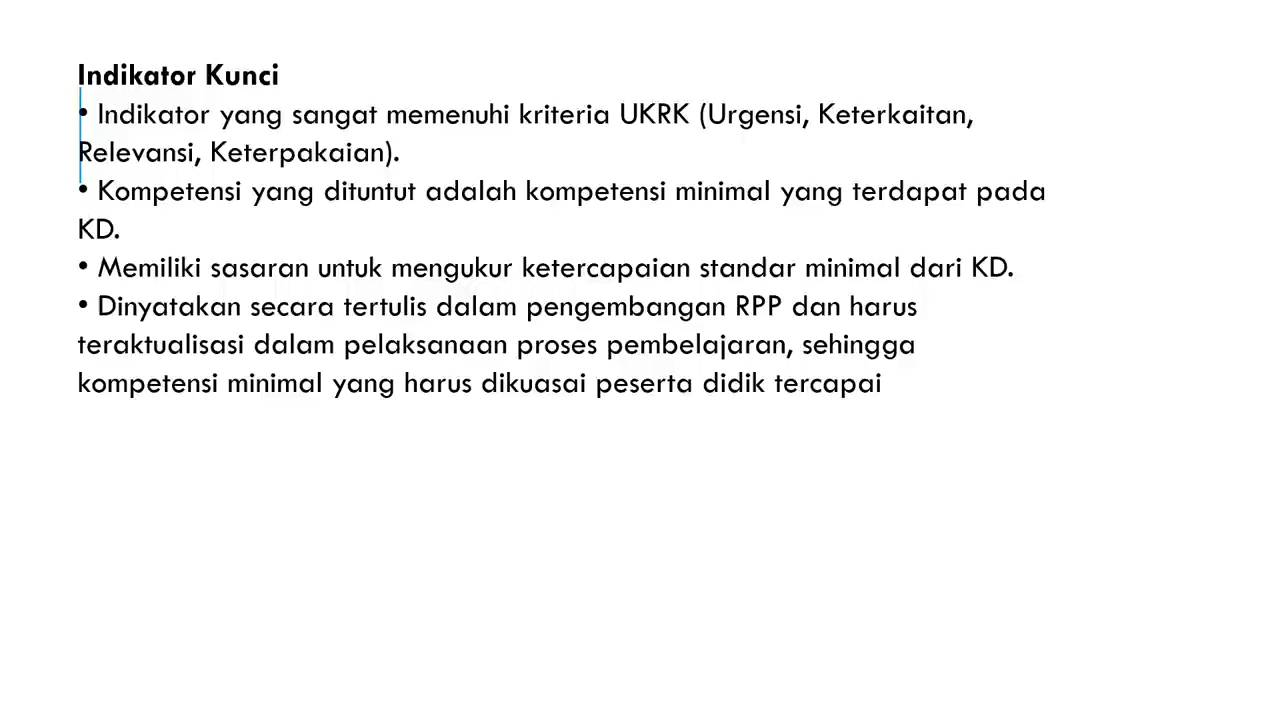 Indikator Kunci
• Indikator yang sangat memenuhi kriteria UKRK (Urgensi, Keterkaitan,
Relevansi, Keterpakaian).
• Kompetensi yang dituntut adalah kompetensi minimal yang terdapat pada
KD.
• Memiliki sasaran untuk mengukur ketercapaian standar minimal dari KD.
• Dinyatakan secara tertulis dalam pengembangan RPP dan harus
teraktualisasi dalam pelaksanaan proses pembelajaran, sehingga
kompetensi minimal yang harus dikuasai peserta didik tercapai